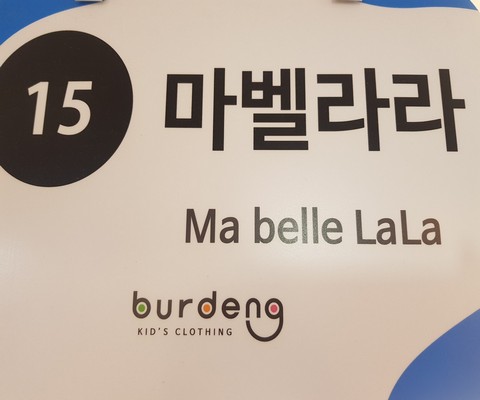 15
마벨라라
Ma belle LaLa
burdeng
KID'S CLOTHING